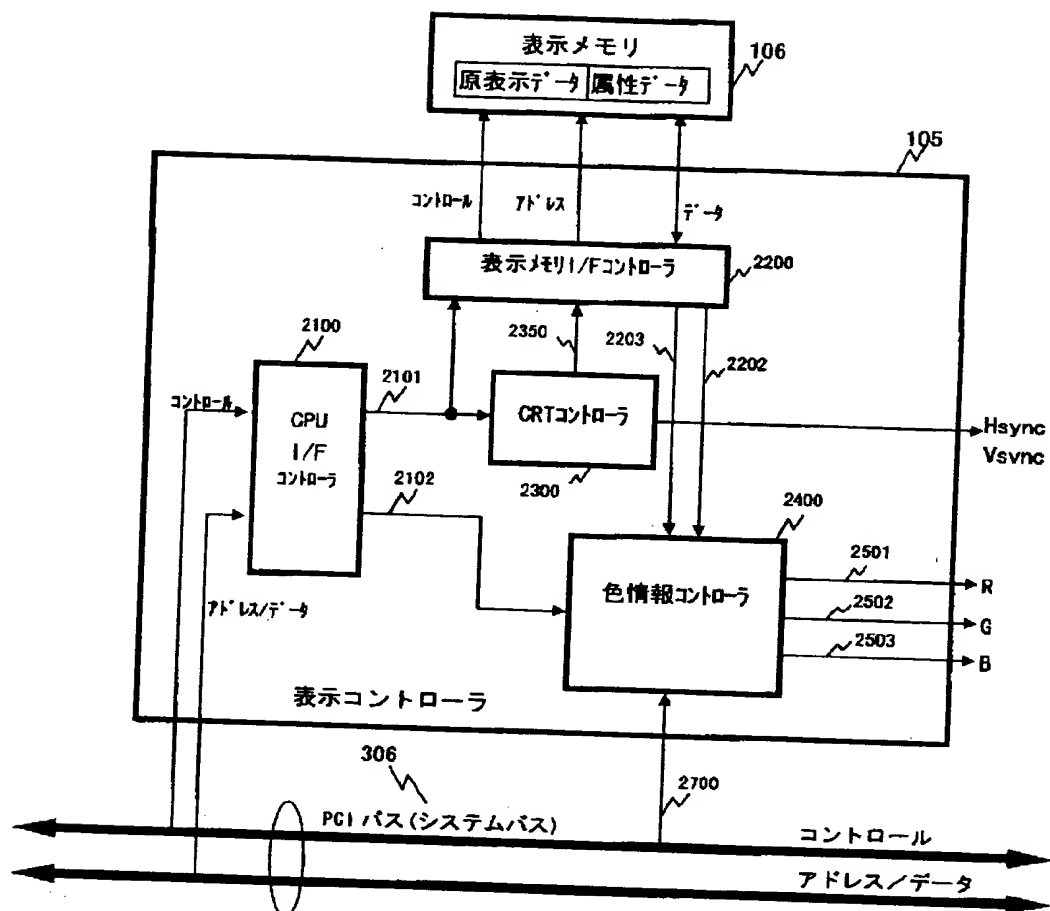 表示メモリ
原表示データ 属性データ
106
105
コントロール
アドレス
データ
表示メモリI/Fコントローラ
2200
2100
2101
2350
2203
2202
コントロール
CPU
I/F
コントローラ
CRTコントローラ
Hsync
Vsvnc
2300
2102
2400
2501
R
色情報コントローラ
2502
G
2503
B
アドレス/データ
表示コントローラ
306
2700
PCIバス(システムバス)
コントロール
アドレス/データ